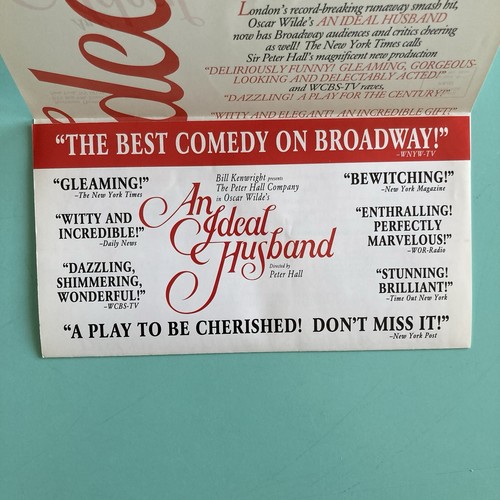 London's record-breaking runaway smash hit,
Oscar Wilde's AN IDEAL HUSBAND
now has Broadway audiences and critics cheering
as well! The New York Times calls
Sir Peter Hall's magnificent new production
"DELIRIOUSLY FUNNY! GLEAMING, GORGEOUS-
LOOKING AND DELECTABLY ACTED!"
and WCBS-TV raves,
"DAZZLING! A PLAY FOR THE CENTURY!"
"WITTY AND ELEGANT! AN INCREDIBLE GIFT!"
"THE BEST COMEDY ON BROADWAY!"
–WNYW-TV
"GLEAMING!"
–The New York Times
"WITTY AND
INCREDIBLE!"
–Daily News
"DAZZLING,
SHIMMERING,
WONDERFUL!"
–WCBS-TV
Bill Kenwright presents
The Peter Hall Company
in Oscar Wilde's
An
Ideal
Husband
Directed by
Peter Hall
"BEWITCHING!"
–New York Magazine
"ENTHRALLING!
PERFECTLY
MARVELOUS!"
–WOR-Radio
"STUNNING!
BRILLIANT!"
–Time Out New York
"A PLAY TO BE CHERISHED! DON'T MISS IT!"
–New York Post